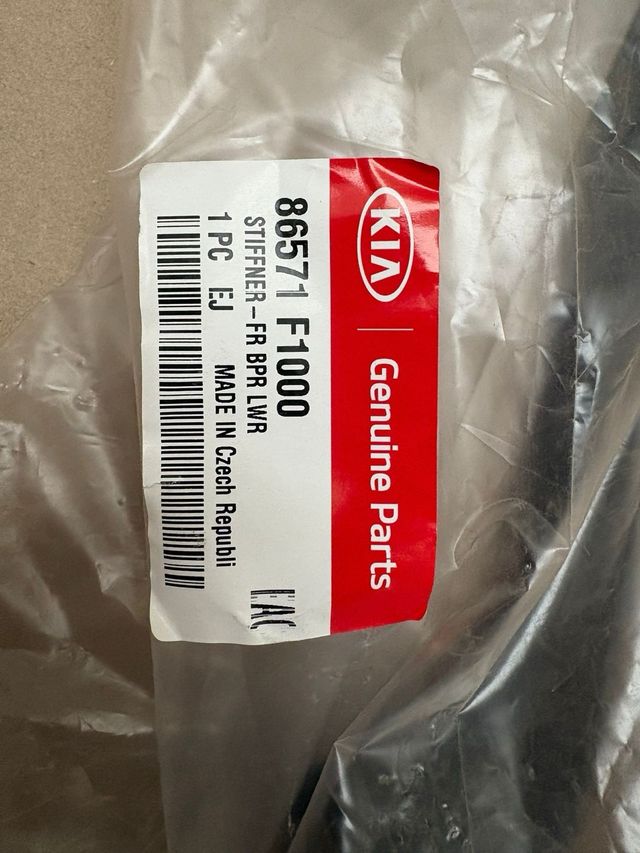 KIA | Genuine Parts
86571 F1000
STIFFNER-FR BPR LWR
1 PC EJ MADE IN Czech Republi
EAC